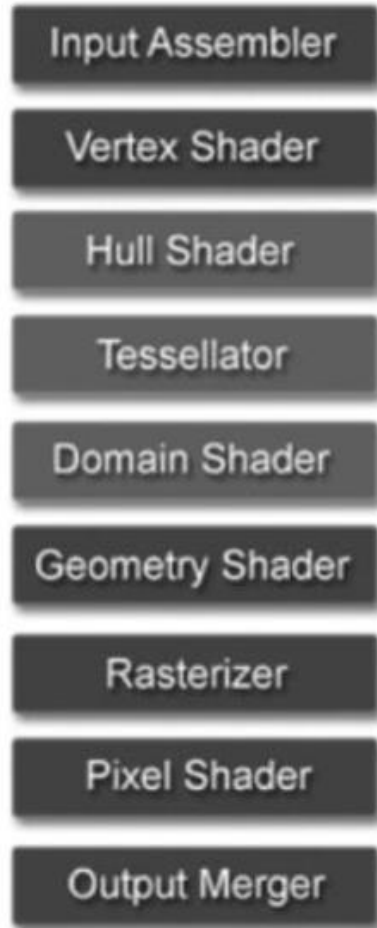 Input Assembler
Vertex Shader
Hull Shader
Tessellator
Domain Shader
Geometry Shader
Rasterizer
Pixel Shader
Output Merger